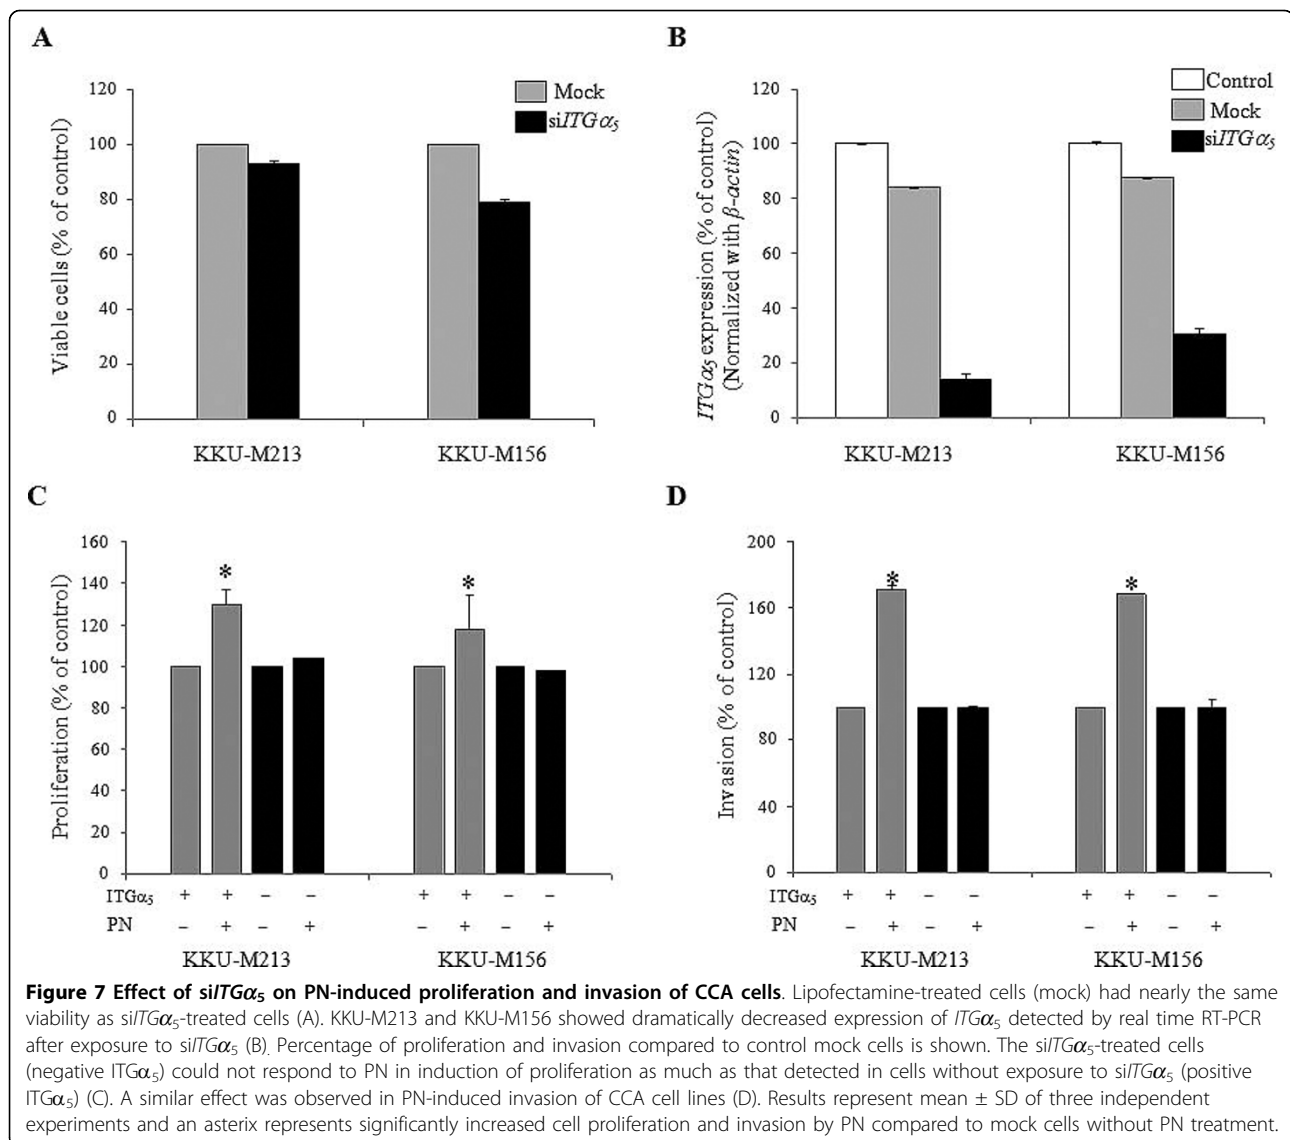 A
Viable cells (% of control)
120
100
80
60
40
20
0
Mock
siITGα5
KKU-M213
KKU-M156
B
ITGα5 expression (% of control)
(Normalized with β-actin)
120
100
80
60
40
20
0
Control
Mock
siITGα5
KKU-M213
KKU-M156
C
Proliferation (% of control)
160
140
120
100
80
60
40
20
0
*
*
ITGα5 + + − − + + − −
PN − + − + − + − +
KKU-M213
KKU-M156
D
Invasion (% of control)
200
160
120
80
40
0
*
*
ITGα5 + + − − + + − −
PN − + − + − + − +
KKU-M213
KKU-M156
Figure 7 Effect of siITGα5 on PN-induced proliferation and invasion of CCA cells. Lipofectamine-treated cells (mock) had nearly the same
viability as siITGα5-treated cells (A). KKU-M213 and KKU-M156 showed dramatically decreased expression of ITGα5 detected by real time RT-PCR
after exposure to siITGα5 (B). Percentage of proliferation and invasion compared to control mock cells is shown. The siITGα5-treated cells
(negative ITGα5) could not respond to PN in induction of proliferation as much as that detected in cells without exposure to siITGα5 (positive
ITGα5) (C). A similar effect was observed in PN-induced invasion of CCA cell lines (D). Results represent mean ± SD of three independent
experiments and an asterix represents significantly increased cell proliferation and invasion by PN compared to mock cells without PN treatment.